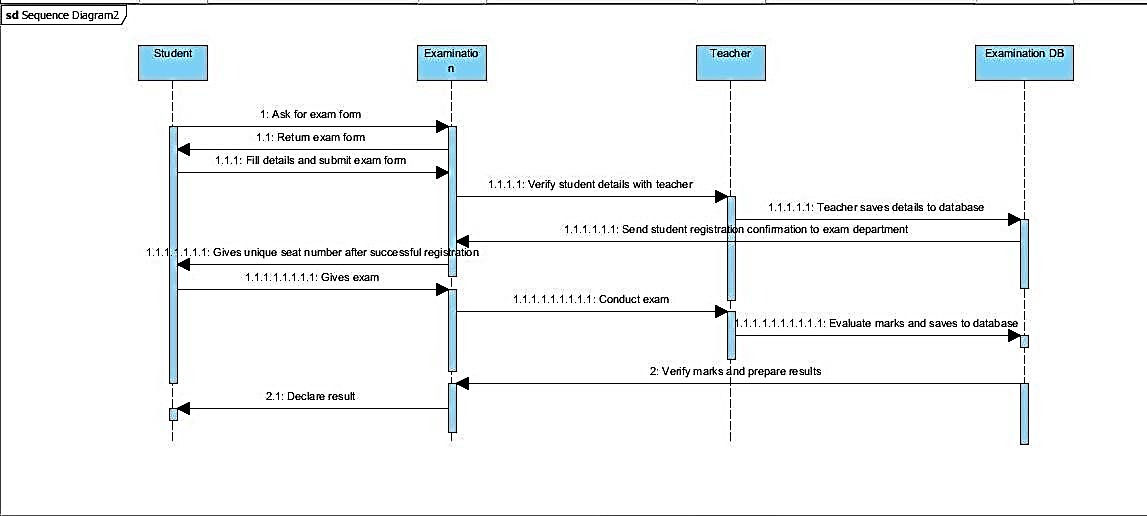 sd Sequence Diagram2
Student
Examinatio
n
Teacher
Examination DB
1: Ask for exam form
1.1: Return exam form
1.1.1: Fill details and submit exam form
1.1.1.1: Verify student details with teacher
1.1.1.1.1: Teacher saves details to database
1.1.1.1.1.1: Send student registration confirmation to exam department
1.1.1.1.1.1.1: Gives unique seat number after successful registration
1.1.1.1.1.1.1.1: Gives exam
1.1.1.1.1.1.1.1.1: Conduct exam
1.1.1.1.1.1.1.1.1.1: Evaluate marks and saves to database
2: Verify marks and prepare results
2.1: Declare result